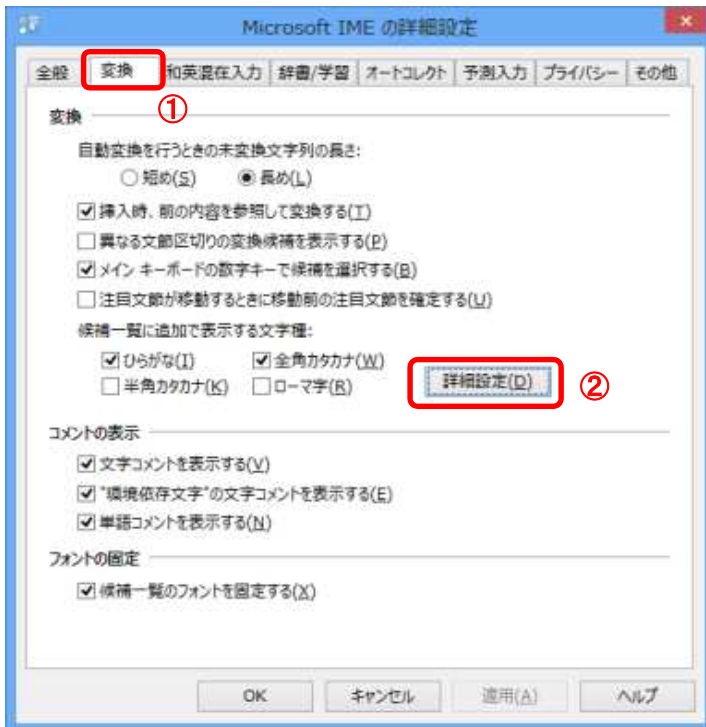 Microsoft IME の詳細設定
全般 変換 和英混在入力 辞書/学習 オートコレクト 予測入力 プライバシー その他
①
変換
自動変換を行うときの未変換文字列の長さ:
短め(S) 長め(L)
挿入時、前の内容を参照して変換する(T)
異なる文節区切りの変換候補を表示する(P)
メイン キーボードの数字キーで候補を選択する(B)
注目文節が移動するときに移動前の注目文節を確定する(U)
候補一覧に追加で表示する文字種:
ひらがな(I) 全角カタカナ(W)
半角カタカナ(K) ローマ字(R) 詳細設定(D) ②
コメントの表示
文字コメントを表示する(V)
"環境依存文字"の文字コメントを表示する(E)
単語コメントを表示する(N)
フォントの固定
候補一覧のフォントを固定する(X)
OK キャンセル 適用(A) ヘルプ